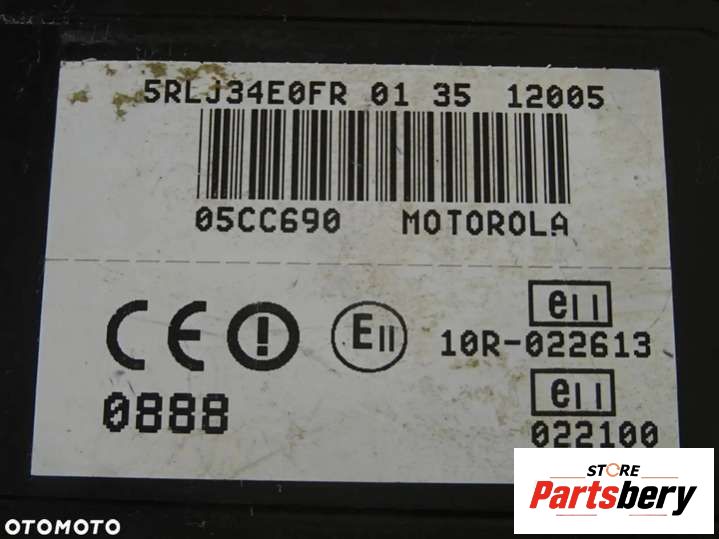 5RLJ34E0FR 01 35 12005
05CC690 MOTOROLA
CE E11 e11
10R-022613
0888 e11
022100
STORE
Partsbery
OTOMOTO